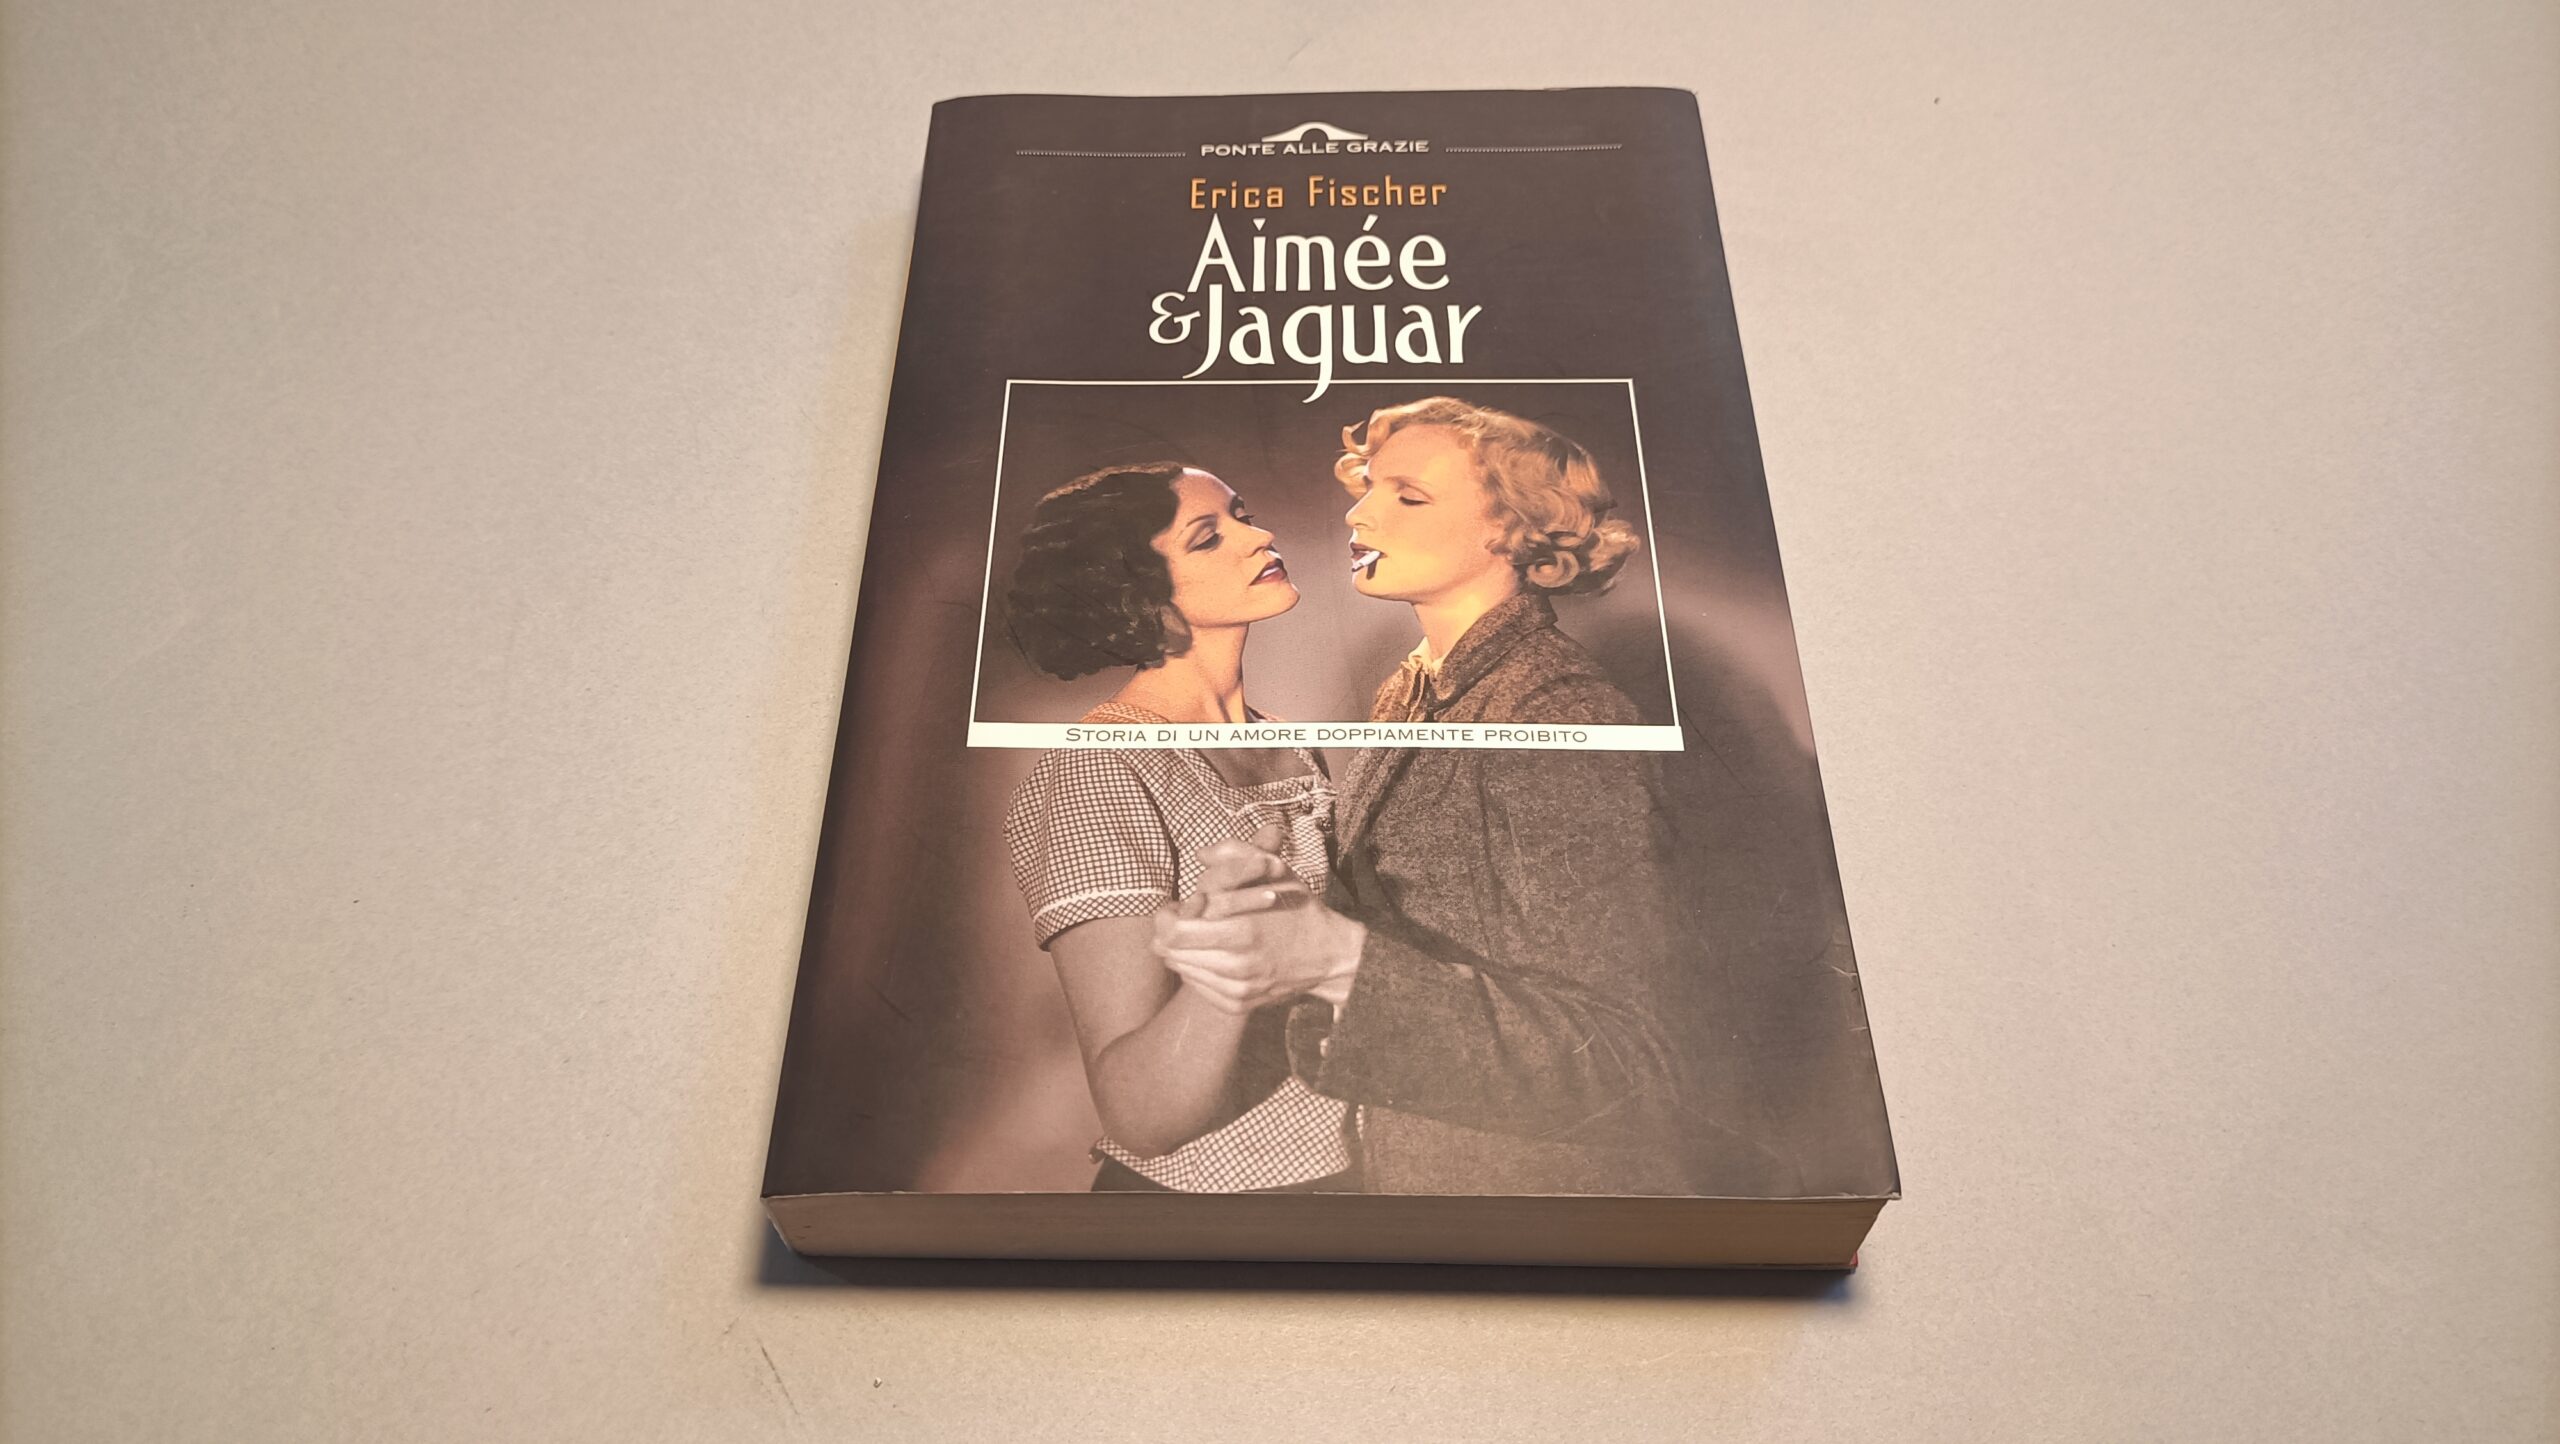 PONTE ALLE GRAZIE
Erica Fischer
Aimée
& Jaguar
STORIA DI UN AMORE DOPPIAMENTE PROIBITO